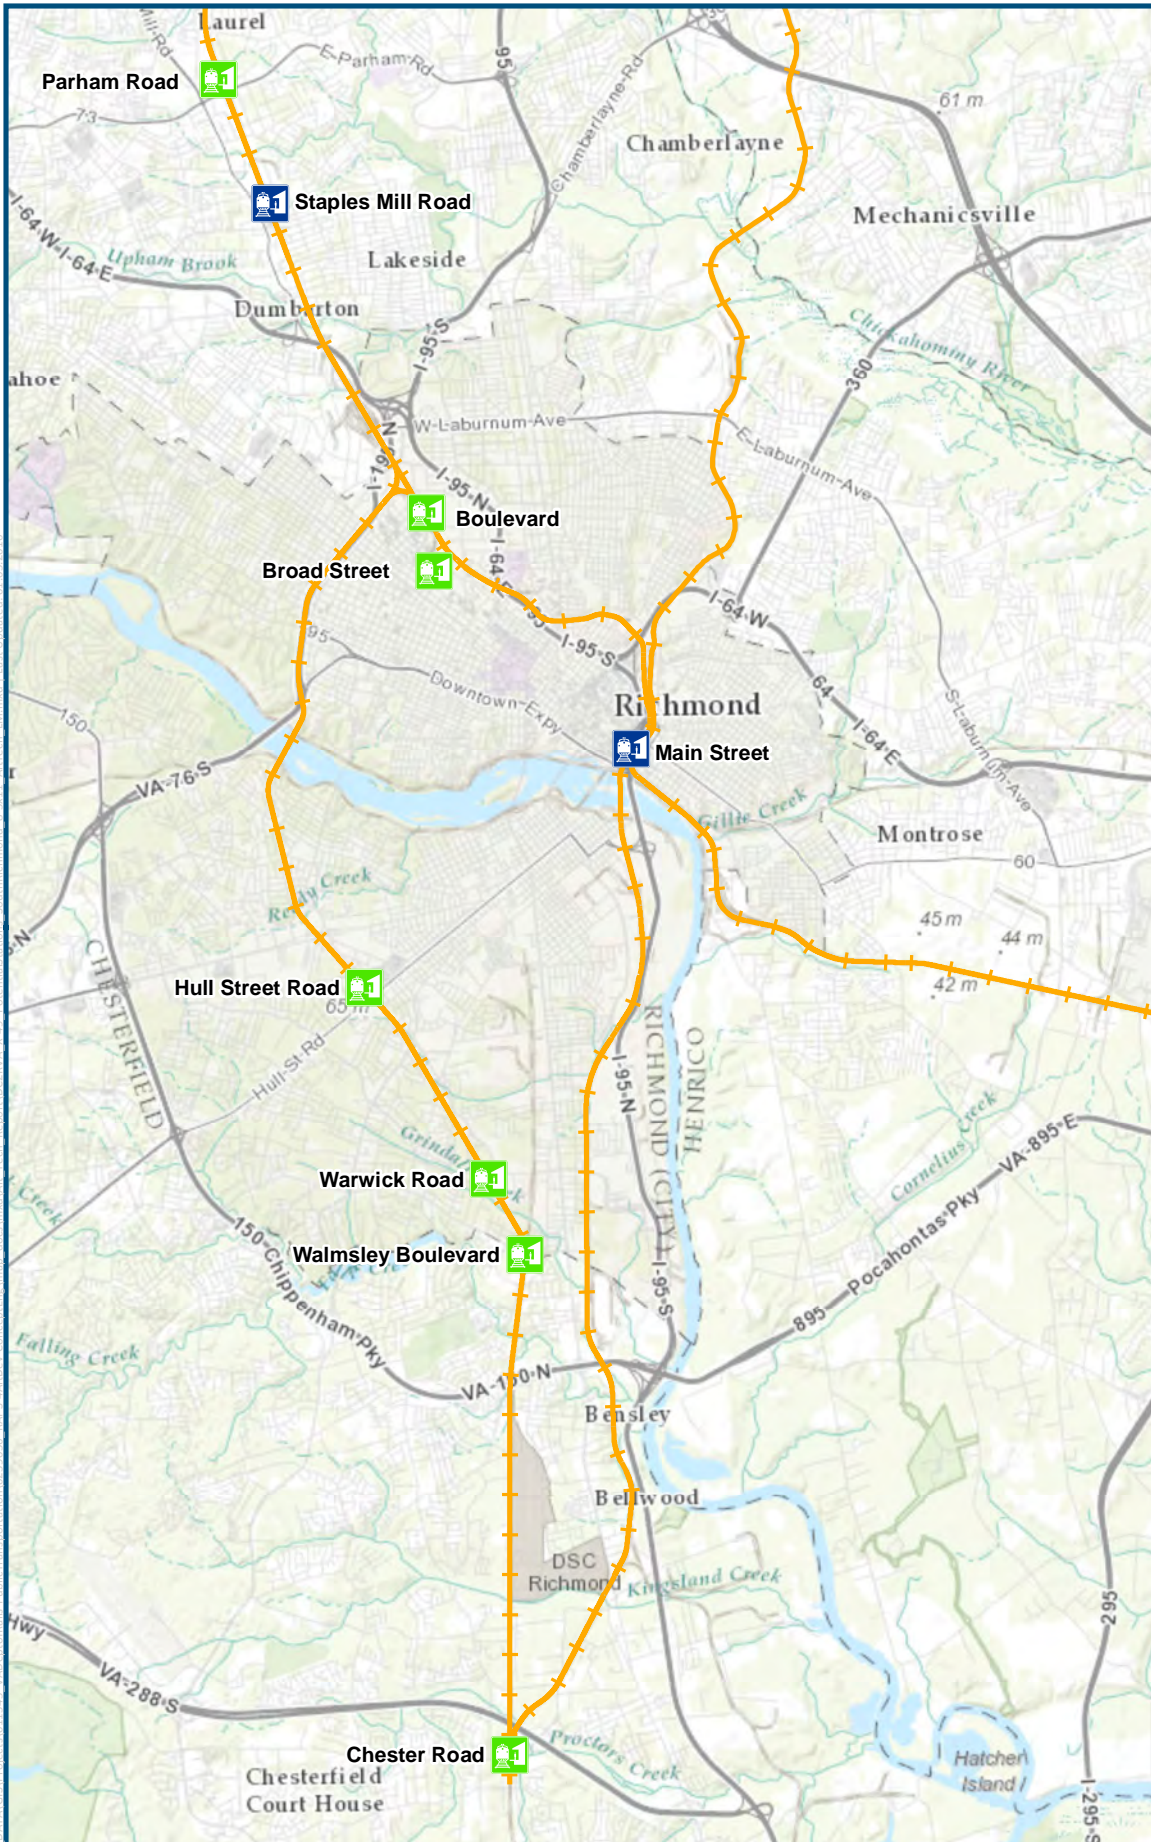 Laurel
Mill-Rd
E-Parham-Rd
95
Parham Road
73
Chamberlayne-Rd
61 m
Chamberlayne
Staples Mill Road
Mechanicsville
I-64-W-I-64-E
Upham Brook
Lakeside
Dumbarton
I-95-S
Chickahominy River
360
ahoe
W-Laburnum-Ave
E-Laburnum-Ave
I-95-N
Boulevard
I-64-E
Broad Street
I-64-W
195
95
I-95-S
Downtown-Expy
Richmond
64
I-64-E
S-Laburnum-Ave
150
Main Street
VA-76-S
Gillie Creek
Montrose
60
Reedy Creek
45 m
44 m
42 m
CHESTERFIELD
Hull Street Road
65 m
Hull-St-Rd
RICHMOND (CITY)
HENRICO
I-95-N
Cornelius Creek
VA-895-E
Warwick Road
Creek
Walmsley Boulevard
150-Chippenham-Pky
I-95-S
Pocahontas-Pky
895
Falling Creek
VA-150-N
Bensley
Bellwood
DSC
Richmond
Kingsland Creek
295
Hwy
VA-288-S
Chester Road
Proctors Creek
Chesterfield
Court House
Hatcher
Island
I-295-S